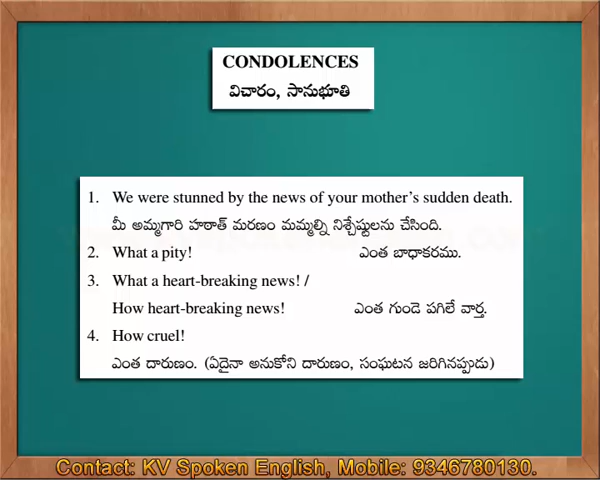 CONDOLENCES
విచారం, సానుభూతి
1. We were stunned by the news of your mother’s sudden death.
మీ అమ్మగారి హఠాత్ మరణం మమ్మల్ని నిశ్చేష్టులను చేసింది.
2. What a pity! ఎంత బాధాకరము.
3. What a heart-breaking news! /
How heart-breaking news! ఎంత గుండె పగిలే వార్త.
4. How cruel!
ఎంత దారుణం. (ఏదైనా అనుకోని దారుణం, సంఘటన జరిగినప్పుడు)
Contact: KV Spoken English, Mobile: 9346780130.